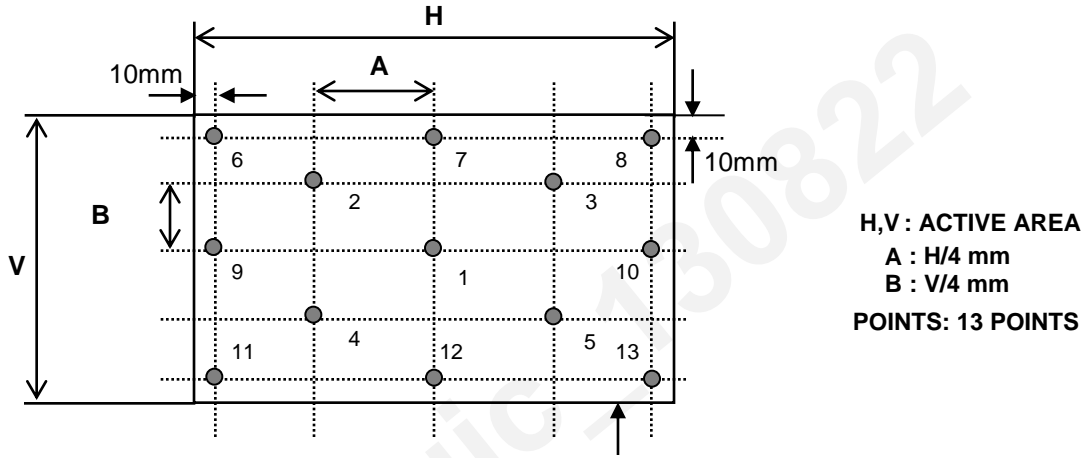 H
A
10mm
6
7
8
10mm
2
3
B
H,V : ACTIVE AREA
V
9
1
10
A : H/4 mm
B : V/4 mm
POINTS: 13 POINTS
4
5
11
12
13
_130822